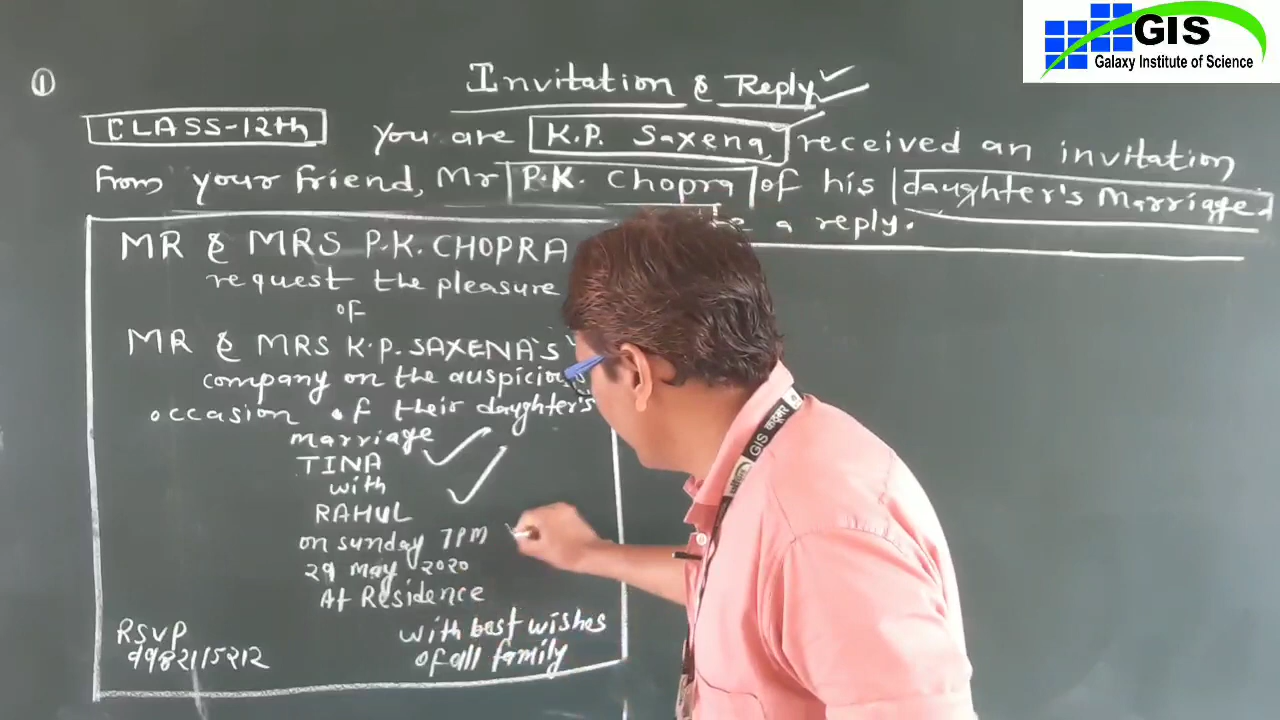 GIS
Galaxy Institute of Science
①
Invitation & Reply
CLASS-12th
You are K.P. Saxena, received an invitation
from your friend, Mr P.K. Chopra of his daughter's Marriage.
a reply.
MR & MRS P.K. CHOPRA
request the pleasure
of
MR & MRS K.P. SAXENA'S
company on the auspicious
occasion of their daughter's
marriage
TINA
with
RAHUL
on sunday 7PM
29 May 2020
At Residence
RSVP
9982115212
with best wishes
of all family
GIS